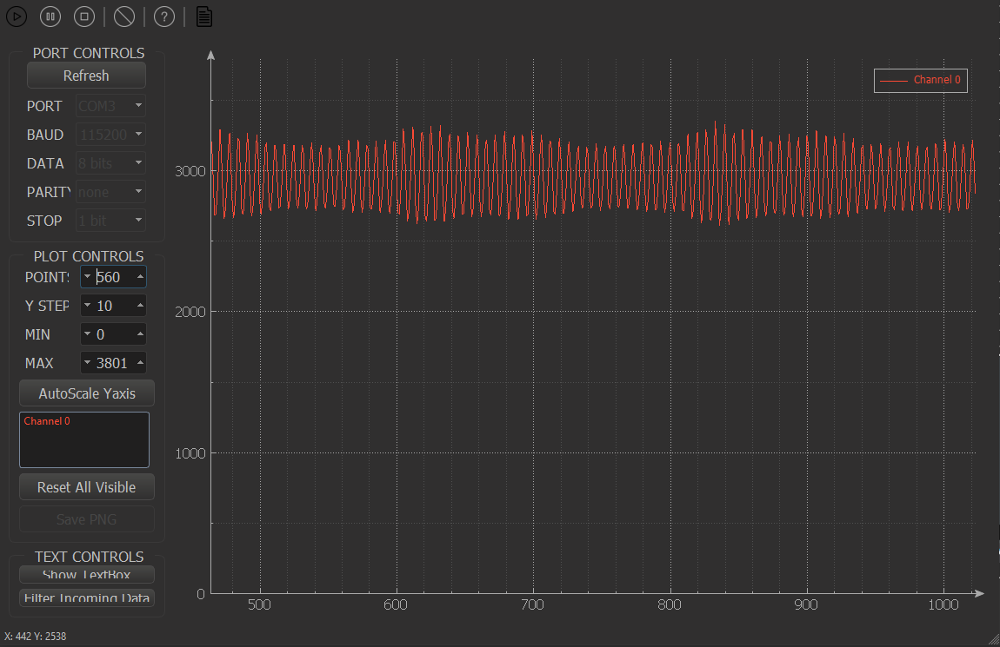 ?
PORT CONTROLS
Refresh
PORT COM3
BAUD 115200
DATA 8 bits
PARITY none
STOP 1 bit
PLOT CONTROLS
POINTS 560
Y STEP 10
MIN 0
MAX 3801
AutoScale Yaxis
Channel 0
Reset All Visible
Save PNG
TEXT CONTROLS
Show TextBox
Filter Incoming Data
Channel 0
3000
2000
1000
0
500 600 700 800 900 1000
X: 442 Y: 2538